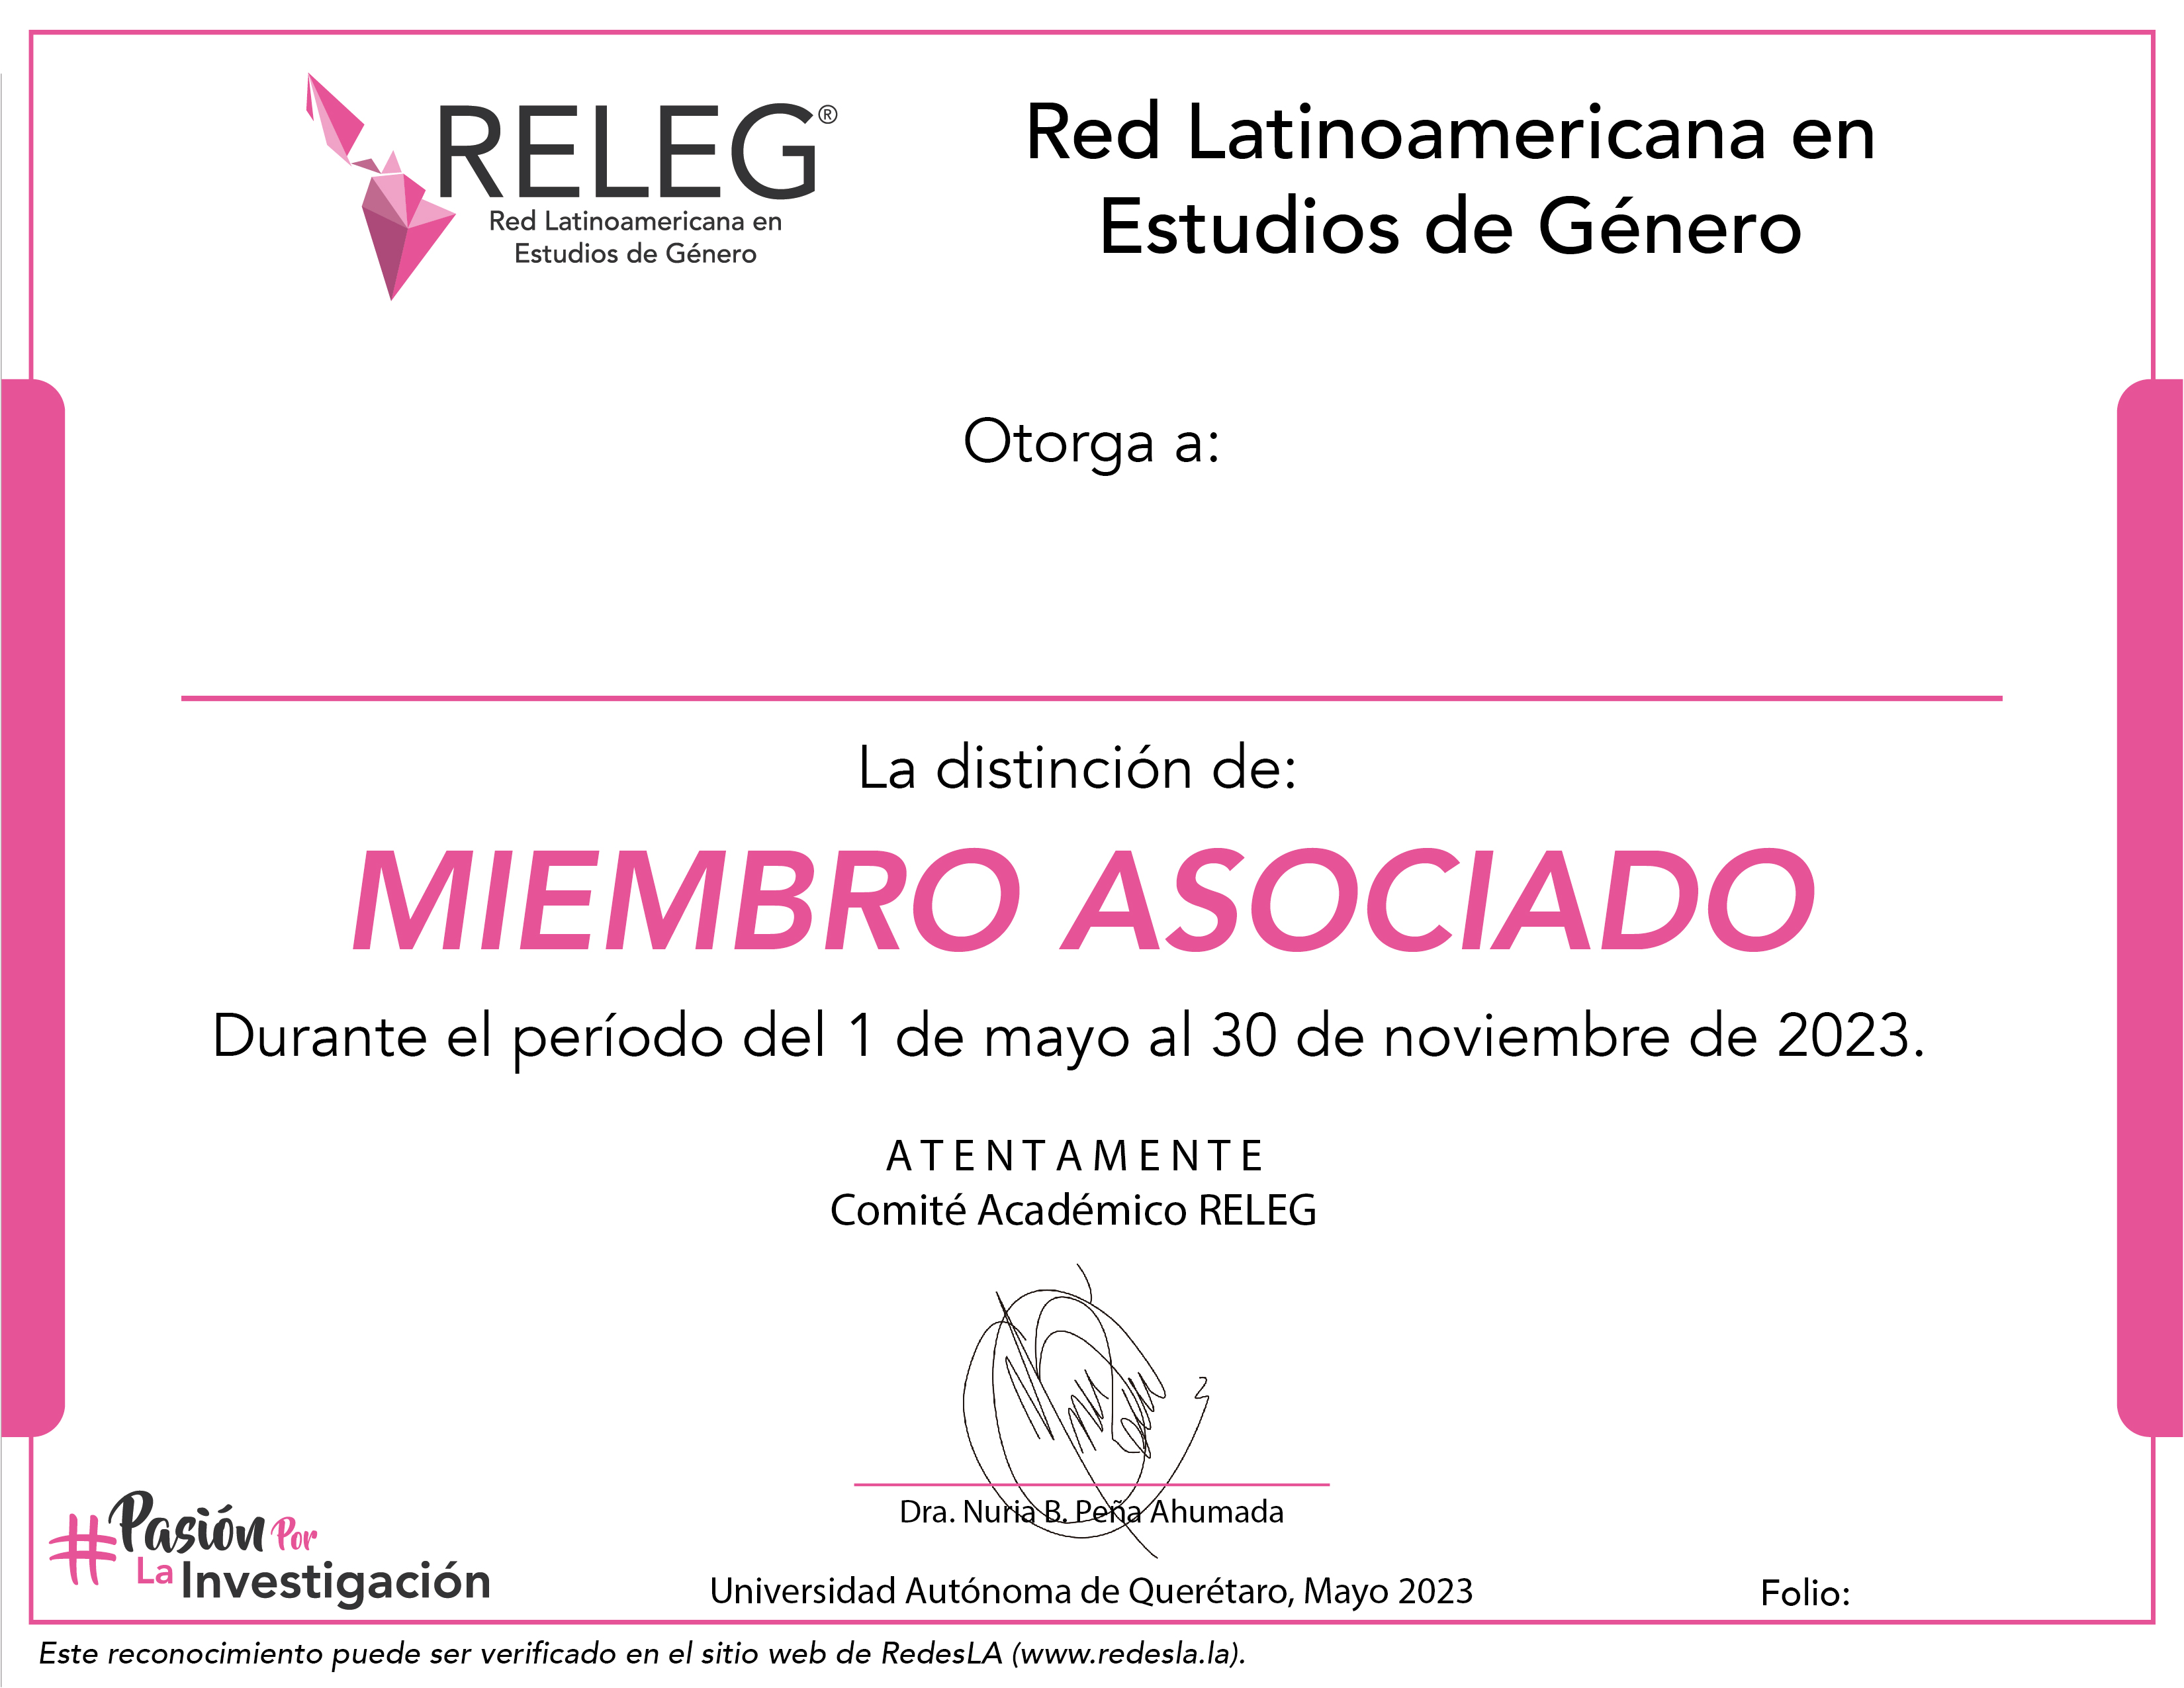 RELEG®
Red Latinoamericana en
Estudios de Género
Red Latinoamericana en
Estudios de Género
Otorga a:
La distinción de:
MIEMBRO ASOCIADO
Durante el período del 1 de mayo al 30 de noviembre de 2023.
ATENTAMENTE
Comité Académico RELEG
Dra. Nuria B. Peña Ahumada
#Pasión Por
La Investigación
Universidad Autónoma de Querétaro, Mayo 2023
Folio:
Este reconocimiento puede ser verificado en el sitio web de RedesLA (www.redesla.la).